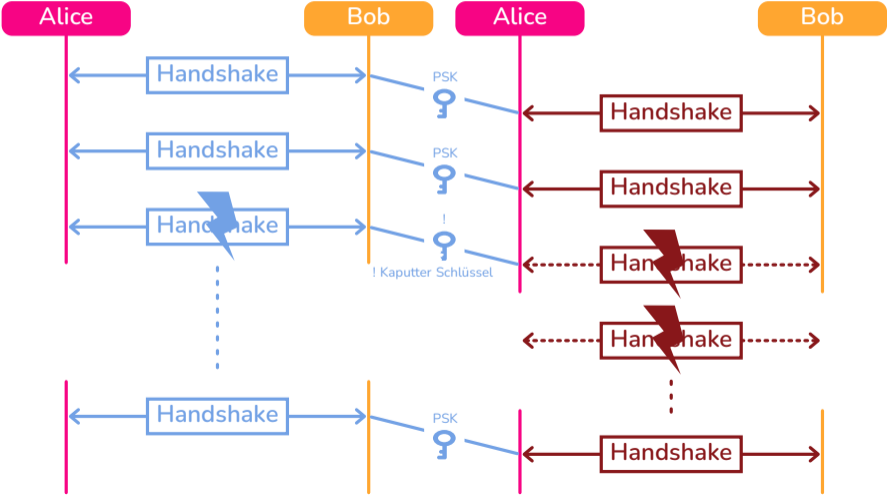 Alice
Bob
Alice
Bob
Handshake
PSK
Handshake
Handshake
PSK
Handshake
!
Handshake
Handshake
! Kaputter Schlüssel
Handshake
Handshake
PSK
Handshake